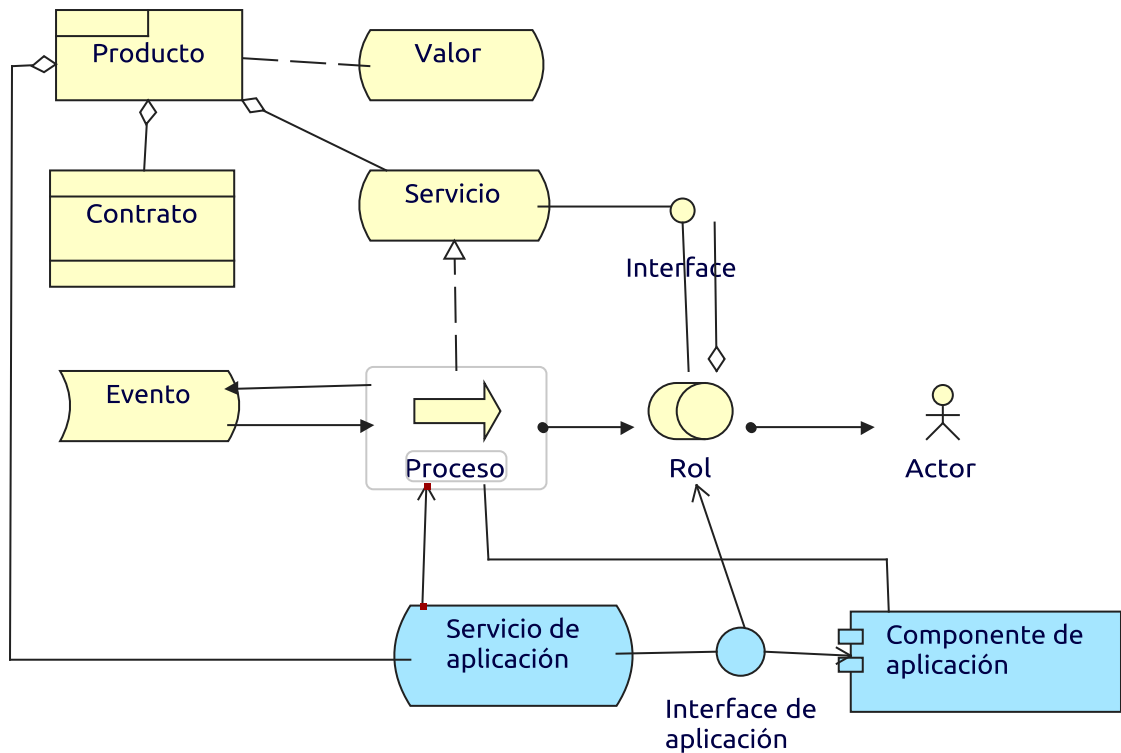 Producto
Valor
Contrato
Servicio
Interface
Evento
Proceso
Rol
Actor
Servicio de
aplicación
Interface de
aplicación
Componente de
aplicación